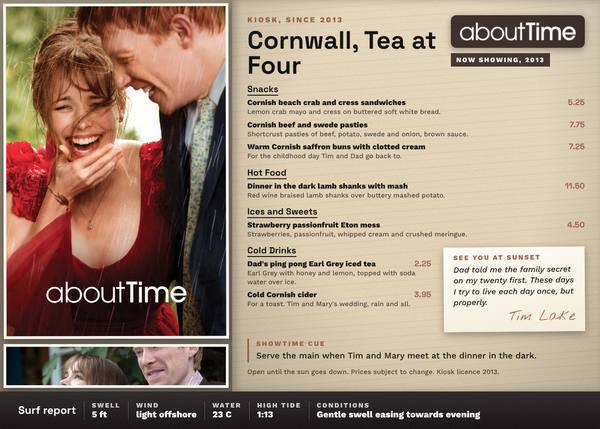 aboutTime
KIOSK, SINCE 2013
Cornwall, Tea at
Four
aboutTime
NOW SHOWING, 2013
Snacks
Cornish beach crab and cress sandwiches 5.25
Lemon crab mayo and cress on buttered soft white bread.
Cornish beef and swede pasties 7.75
Shortcrust pasties of beef, potato, swede and onion, brown sauce.
Warm Cornish saffron buns with clotted cream 7.25
For the childhood day Tim and Dad go back to.
Hot Food
Dinner in the dark lamb shanks with mash 11.50
Red wine braised lamb shanks over buttery mashed potato.
Ices and Sweets
Strawberry passionfruit Eton mess 4.50
Strawberries, passionfruit, whipped cream and crushed meringue.
Cold Drinks
Dad's ping pong Earl Grey iced tea 2.25
Earl Grey with honey and lemon, topped with soda
water over ice.
Cold Cornish cider 3.95
For a toast. Tim and Mary's wedding, rain and all.
SEE YOU AT SUNSET
Dad told me the family secret
on my twenty first. These days
I try to live each day once, but
properly.
Tim Lake
SHOWTIME CUE
Serve the main when Tim and Mary meet at the dinner in the dark.
Open until the sun goes down. Prices subject to change. Kiosk licence 2013.
Surf report
SWELL
5 ft
WIND
light offshore
WATER
23 C
HIGH TIDE
1:13
CONDITIONS
Gentle swell easing towards evening